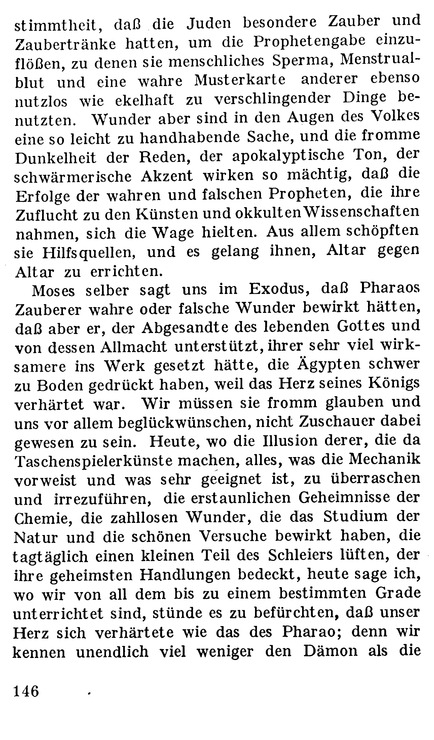 stimmtheit, daß die Juden besondere Zauber und
Zaubertränke hatten, um die Prophetengabe einzu-
flößen, zu denen sie menschliches Sperma, Menstrual-
blut und eine wahre Musterkarte anderer ebenso
nutzlos wie ekelhaft zu verschlingender Dinge be-
nutzten. Wunder aber sind in den Augen des Volkes
eine so leicht zu handhabende Sache, und die fromme
Dunkelheit der Reden, der apokalyptische Ton, der
schwärmerische Akzent wirken so mächtig, daß die
Erfolge der wahren und falschen Propheten, die ihre
Zuflucht zu den Künsten und okkulten Wissenschaften
nahmen, sich die Wage hielten. Aus allem schöpften
sie Hilfsquellen, und es gelang ihnen, Altar gegen
Altar zu errichten.
Moses selber sagt uns im Exodus, daß Pharaos
Zauberer wahre oder falsche Wunder bewirkt hätten,
daß aber er, der Abgesandte des lebenden Gottes und
von dessen Allmacht unterstützt, ihrer sehr viel wirk-
samere ins Werk gesetzt hätte, die Ägypten schwer
zu Boden gedrückt haben, weil das Herz seines Königs
verhärtet war. Wir müssen sie fromm glauben und
uns vor allem beglückwünschen, nicht Zuschauer dabei
gewesen zu sein. Heute, wo die Illusion derer, die da
Taschenspielerkünste machen, alles, was die Mechanik
vorweist und was sehr geeignet ist, zu überraschen
und irrezuführen, die erstaunlichen Geheimnisse der
Chemie, die zahllosen Wunder, die das Studium der
Natur und die schönen Versuche bewirkt haben, die
tagtäglich einen kleinen Teil des Schleiers lüften, der
ihre geheimsten Handlungen bedeckt, heute sage ich,
wo wir von all dem bis zu einem bestimmten Grade
unterrichtet sind, stünde es zu befürchten, daß unser
Herz sich verhärtete wie das des Pharao; denn wir
kennen unendlich viel weniger den Dämon als die
146